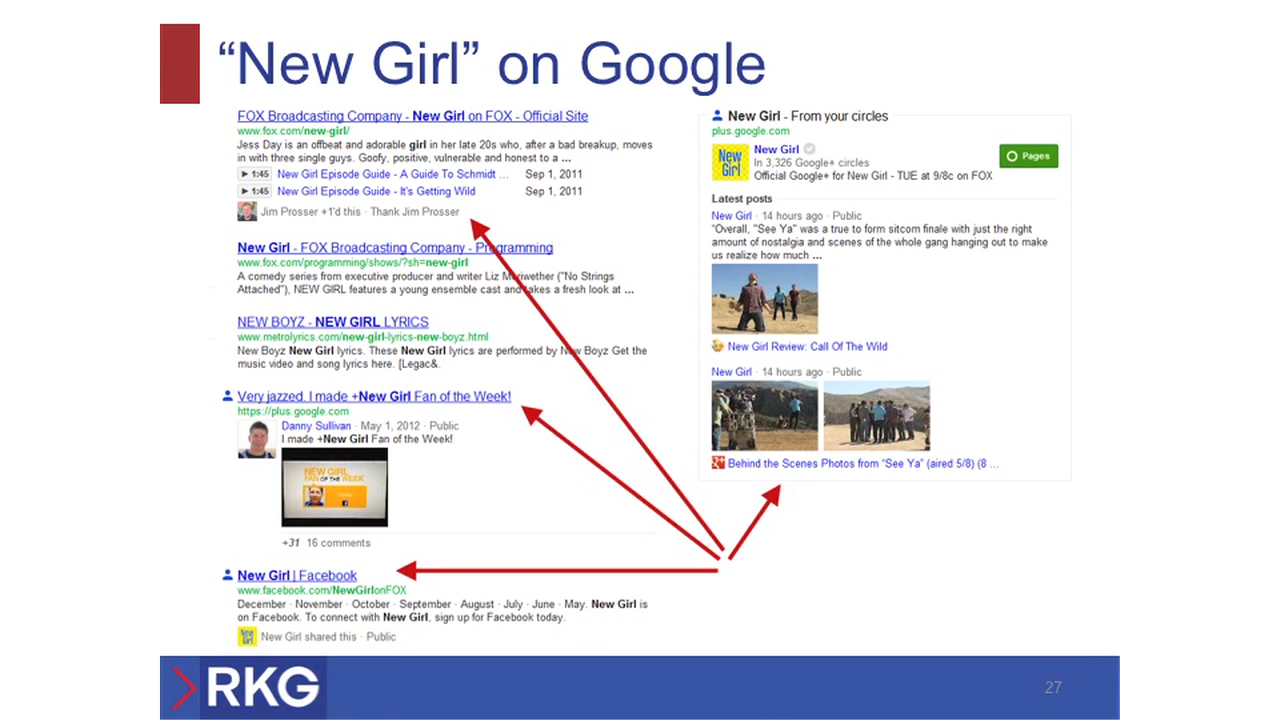 “New Girl” on Google
FOX Broadcasting Company - New Girl on FOX - Official Site
www.fox.com/new-girl/
Jess Day is an offbeat and adorable girl in her late 20s who, after a bad breakup, moves
in with three single guys. Goofy, positive, vulnerable and honest to a ...
1:45 New Girl Episode Guide - A Guide To Schmidt ... Sep 1, 2011
1:45 New Girl Episode Guide - It's Getting Wild Sep 1, 2011
Jim Prosser +1'd this · Thank Jim Prosser
New Girl - FOX Broadcasting Company - Programming
www.fox.com/programming/shows/?sh=new-girl
A comedy series from executive producer and writer Liz Meriwether ("No Strings
Attached"), NEW GIRL features a young ensemble cast and takes a fresh look at ...
NEW BOYZ - NEW GIRL LYRICS
www.metrolyrics.com/new-girl-lyrics-new-boyz.html
New Boyz New Girl lyrics. These New Girl lyrics are performed by New Boyz Get the
music video and song lyrics here. [Legac&.
Very jazzed. I made +New Girl Fan of the Week!
https://plus.google.com
Danny Sullivan · May 1, 2012 · Public
I made +New Girl Fan of the Week!
NEW GIRL
FAN OF THE WEEK
+31 16 comments
New Girl | Facebook
www.facebook.com/NewGirlonFOX
December · November · October · September · August · July · June · May. New Girl is
on Facebook. To connect with New Girl, sign up for Facebook today.
New Girl
New Girl shared this · Public
New Girl - From your circles
plus.google.com
New Girl
New Girl
In 3,326 Google+ circles
Official Google+ for New Girl - TUE at 9/8c on FOX
Pages
Latest posts
New Girl · 14 hours ago · Public
"Overall, "See Ya" was a true to form sitcom finale with just the right
amount of nostalgia and scenes of the whole gang hanging out to make
us realize how much ...
New Girl Review: Call Of The Wild
New Girl · 14 hours ago · Public
Behind the Scenes Photos from "See Ya" (aired 5/8) (8 ...
RKG
27